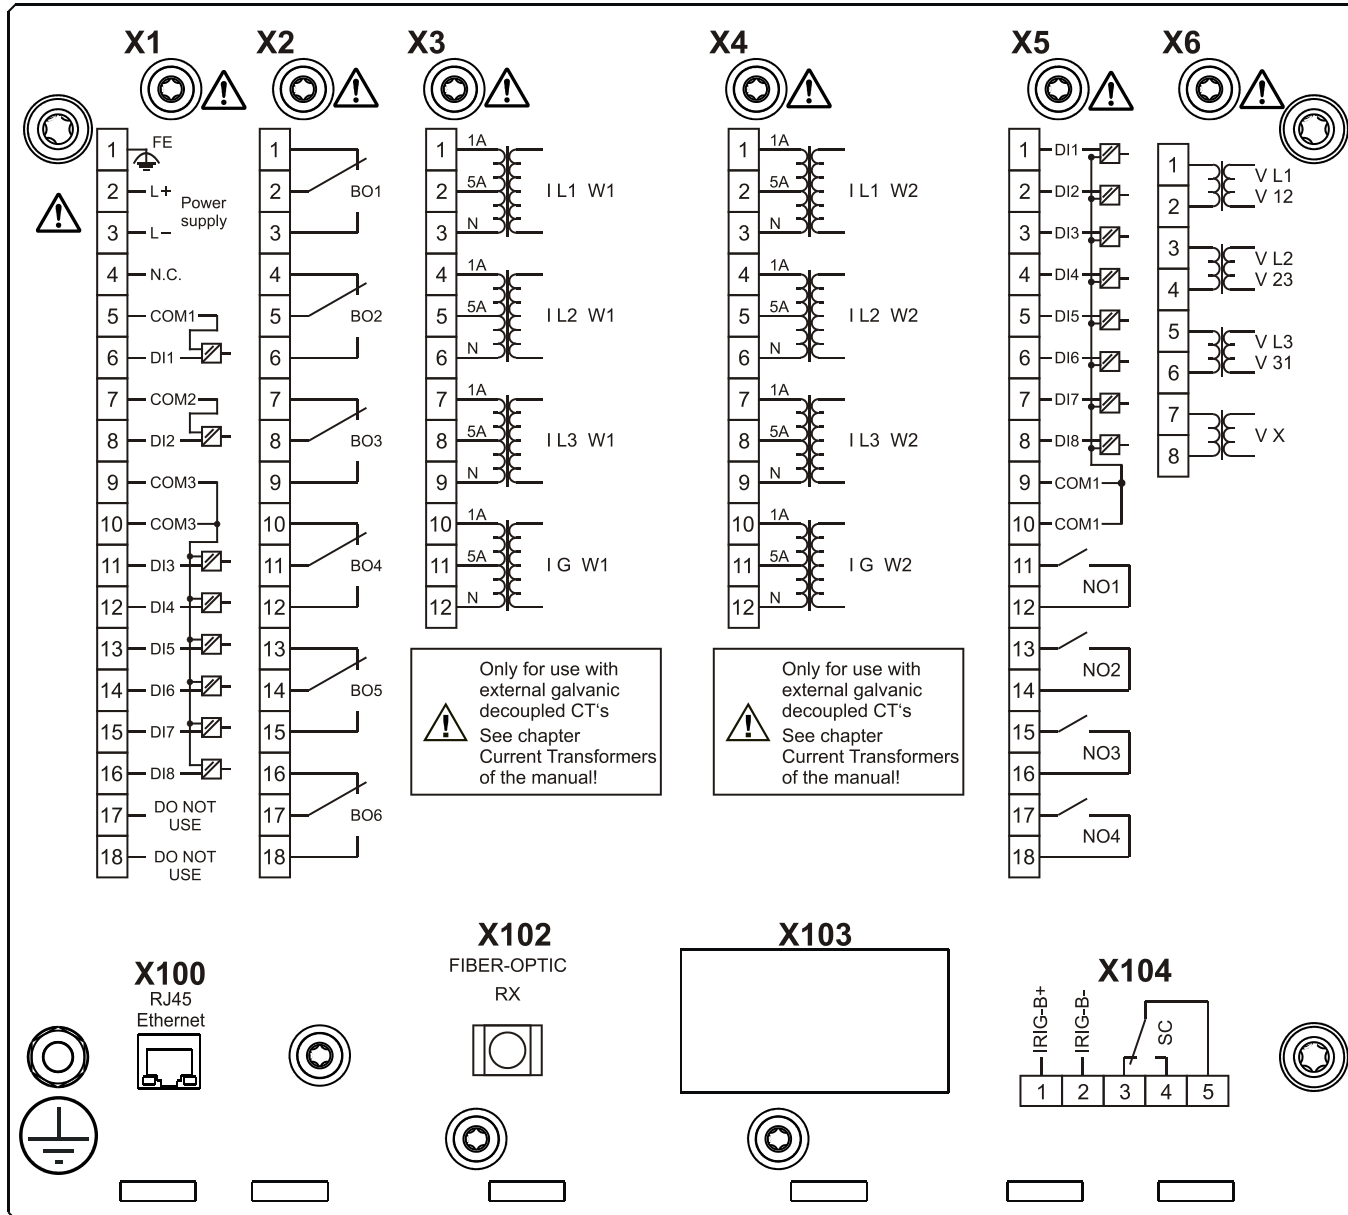 X1
X2
X3
X4
X5
X6
1 FE
2 L+
Power
supply
3 L–
4 N.C.
5 COM1
6 DI1
7 COM2
8 DI2
9 COM3
10 COM3
11 DI3
12 DI4
13 DI5
14 DI6
15 DI7
16 DI8
17 DO NOT
USE
18 DO NOT
USE
1
2 BO1
3
4
5 BO2
6
7
8 BO3
9
10
11 BO4
12
13
14 BO5
15
16
17 BO6
18
1 1A
2 5A I L1 W1
3 N
4 1A
5 5A I L2 W1
6 N
7 1A
8 5A I L3 W1
9 N
10 1A
11 5A I G W1
12 N
Only for use with
external galvanic
decoupled CT‘s
See chapter
Current Transformers
of the manual!
1 1A
2 5A I L1 W2
3 N
4 1A
5 5A I L2 W2
6 N
7 1A
8 5A I L3 W2
9 N
10 1A
11 5A I G W2
12 N
Only for use with
external galvanic
decoupled CT‘s
See chapter
Current Transformers
of the manual!
1 DI1
2 DI2
3 DI3
4 DI4
5 DI5
6 DI6
7 DI7
8 DI8
9 COM1
10 COM1
11
NO1
12
13
NO2
14
15
NO3
16
17
NO4
18
1 V L1
2 V 12
3 V L2
4 V 23
5 V L3
6 V 31
7
V X
8
X100
RJ45
Ethernet
X102
FIBER-OPTIC
RX
X103
X104
IRIG-B+
IRIG-B-
SC
1 2 3 4 5